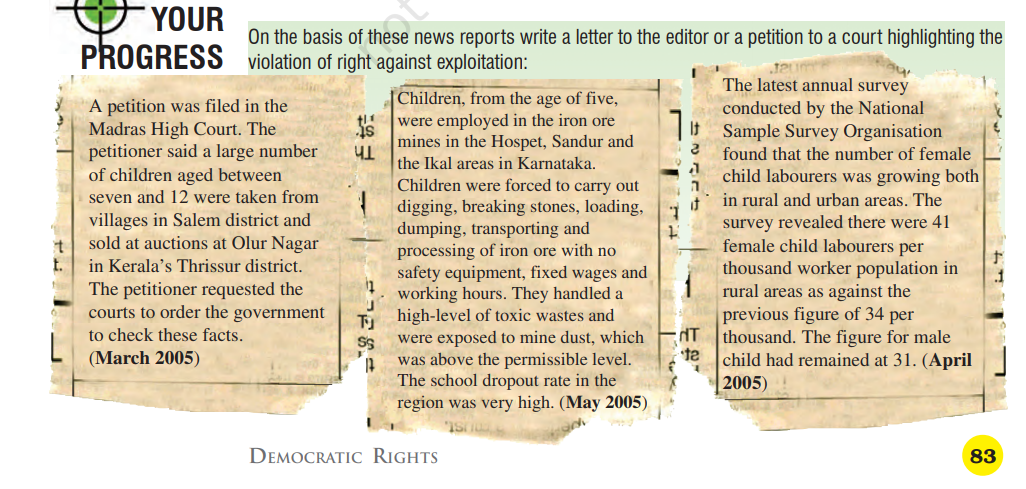 YOUR
PROGRESS
On the basis of these news reports write a letter to the editor or a petition to a court highlighting the
violation of right against exploitation:
A petition was filed in the
Madras High Court. The
petitioner said a large number
of children aged between
seven and 12 were taken from
villages in Salem district and
sold at auctions at Olur Nagar
in Kerala’s Thrissur district.
The petitioner requested the
courts to order the government
to check these facts.
(March 2005)
Children, from the age of five,
were employed in the iron ore
mines in the Hospet, Sandur and
the Ikal areas in Karnataka.
Children were forced to carry out
digging, breaking stones, loading,
dumping, transporting and
processing of iron ore with no
safety equipment, fixed wages and
working hours. They handled a
high-level of toxic wastes and
were exposed to mine dust, which
was above the permissible level.
The school dropout rate in the
region was very high. (May 2005)
The latest annual survey
conducted by the National
Sample Survey Organisation
found that the number of female
child labourers was growing both
in rural and urban areas. The
survey revealed there were 41
female child labourers per
thousand worker population in
rural areas as against the
previous figure of 34 per
thousand. The figure for male
child had remained at 31. (April
2005)
DEMOCRATIC RIGHTS
83
not